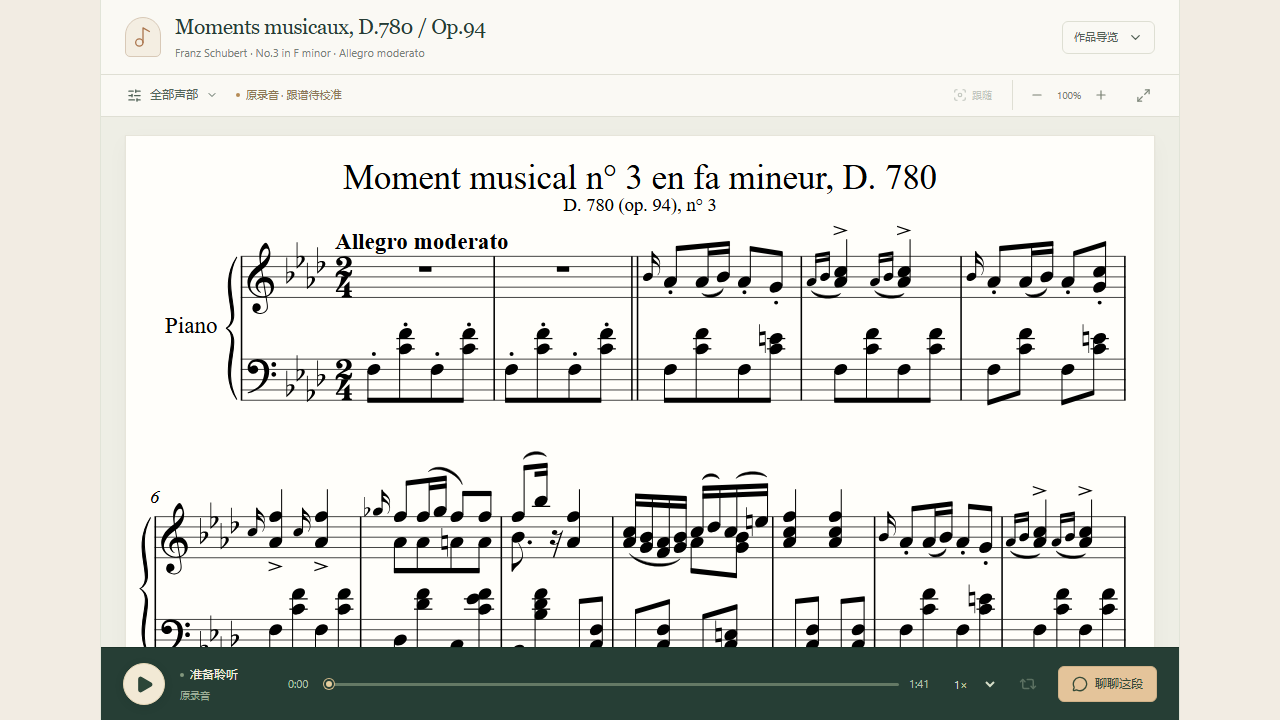 Moments musicaux, D.780 / Op.94
Franz Schubert · No.3 in F minor · Allegro moderato
作品导览
全部声部
原录音 · 跟谱待校准
跟随
100%
Moment musical n° 3 en fa mineur, D. 780
D. 780 (op. 94), n° 3
Allegro moderato
2
4
Piano
2
4
6
准备聆听
原录音
0:00
1:41
1×
聊聊这段